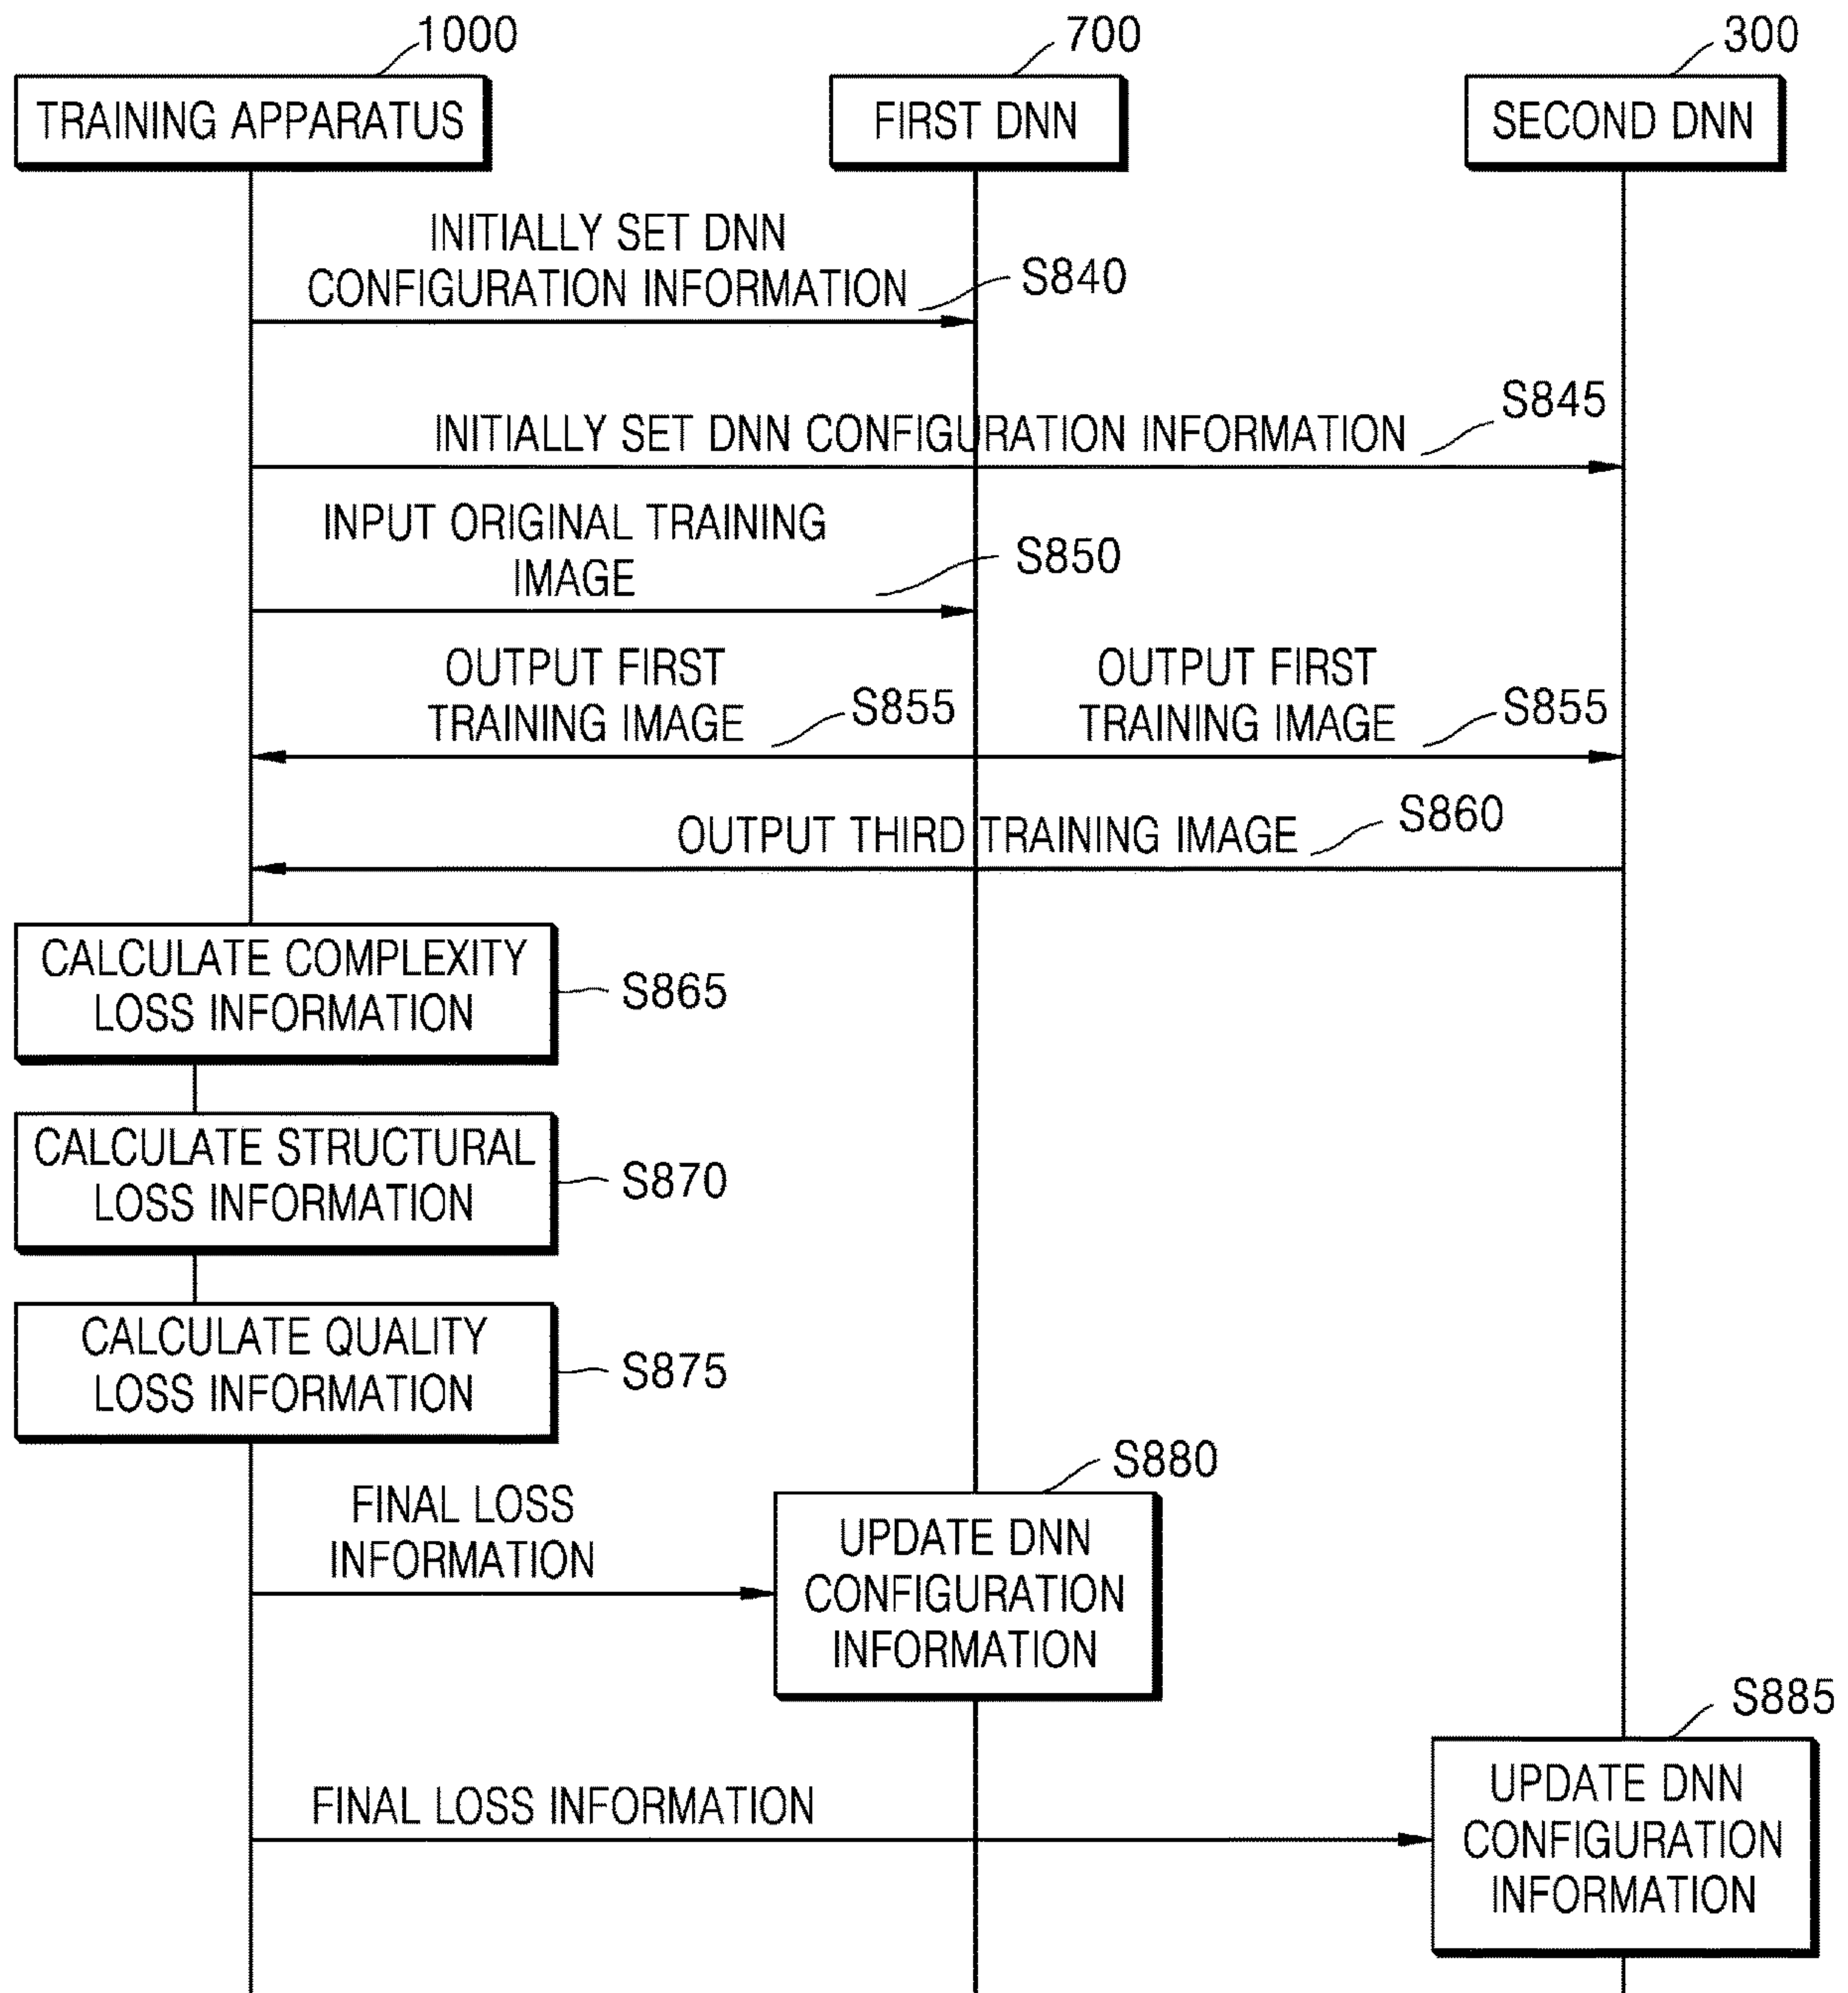 1000
700
300
TRAINING APPARATUS
FIRST DNN
SECOND DNN
INITIALLY SET DNN
CONFIGURATION INFORMATION
S840
INITIALLY SET DNN CONFIGURATION INFORMATION
S845
INPUT ORIGINAL TRAINING
IMAGE
S850
OUTPUT FIRST
TRAINING IMAGE
S855
OUTPUT FIRST
TRAINING IMAGE
S855
OUTPUT THIRD TRAINING IMAGE
S860
CALCULATE COMPLEXITY
LOSS INFORMATION
S865
CALCULATE STRUCTURAL
LOSS INFORMATION
S870
CALCULATE QUALITY
LOSS INFORMATION
S875
FINAL LOSS
INFORMATION
S880
UPDATE DNN
CONFIGURATION
INFORMATION
FINAL LOSS INFORMATION
S885
UPDATE DNN
CONFIGURATION
INFORMATION